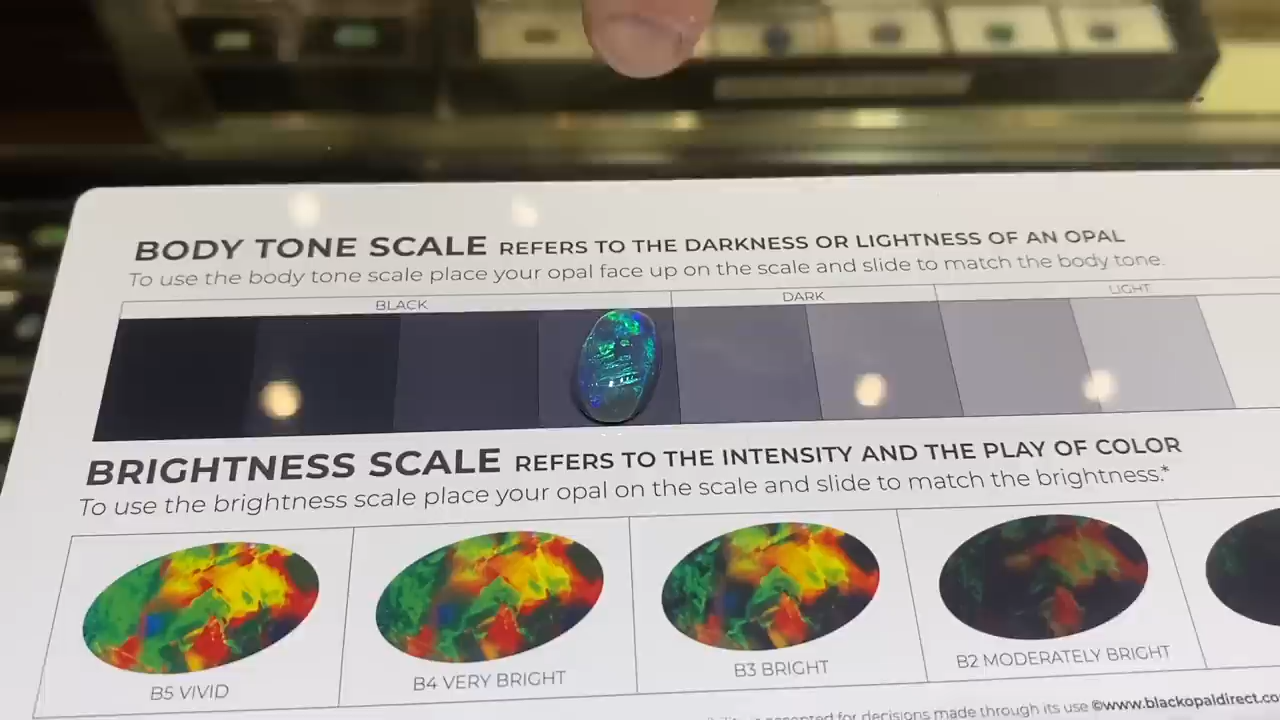 BODY TONE SCALE REFERS TO THE DARKNESS OR LIGHTNESS OF AN OPAL
To use the body tone scale place your opal face up on the scale and slide to match the body tone.
BLACK DARK LIGHT
BRIGHTNESS SCALE REFERS TO THE INTENSITY AND THE PLAY OF COLOR
To use the brightness scale place your opal on the scale and slide to match the brightness.*
B5 VIVID B4 VERY BRIGHT B3 BRIGHT B2 MODERATELY BRIGHT
for decisions made through its use ©www.blackopaldirect.co